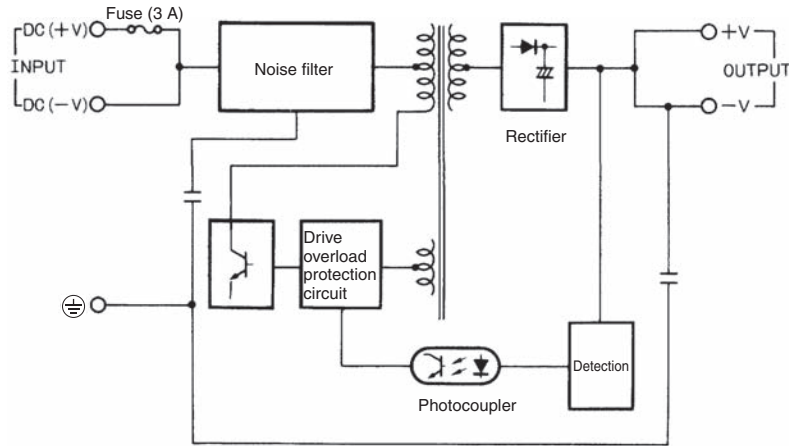 Fuse (3 A)
DC (+V)
INPUT
DC (−V)
Noise filter
Rectifier
+V
OUTPUT
−V
Drive
overload
protection
circuit
Detection
Photocoupler